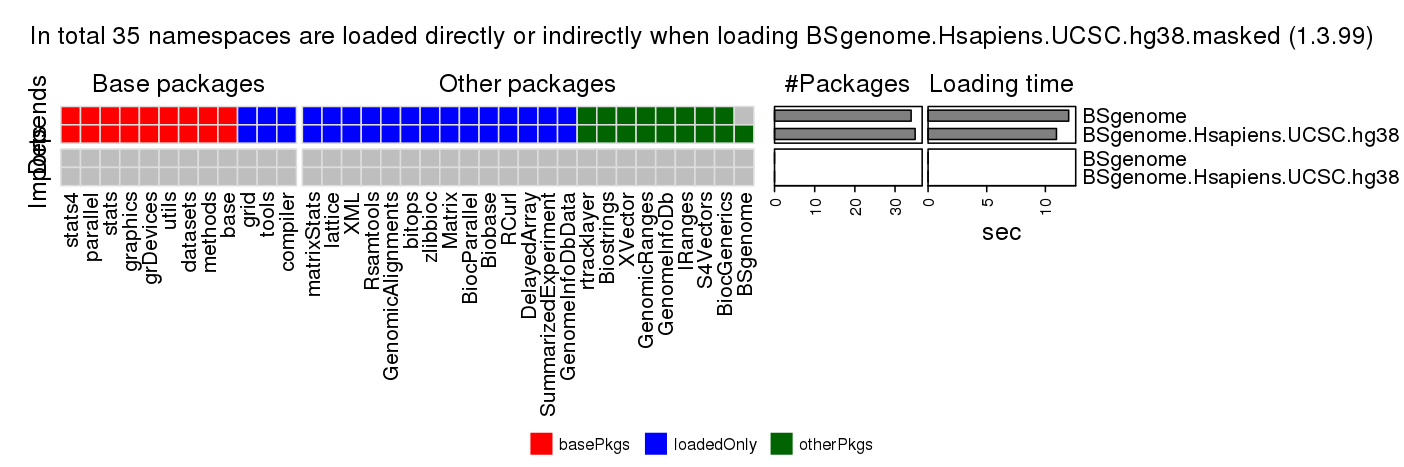 In total 35 namespaces are loaded directly or indirectly when loading BSgenome.Hsapiens.UCSC.hg38.masked (1.3.99)
Base packages
Other packages
#Packages
Loading time
Depends
Imports
BSgenome
BSgenome.Hsapiens.UCSC.hg38
BSgenome
BSgenome.Hsapiens.UCSC.hg38
stats4
parallel
stats
graphics
grDevices
utils
datasets
methods
base
grid
tools
compiler
matrixStats
lattice
XML
Rsamtools
GenomicAlignments
bitops
zlibbioc
Matrix
BiocParallel
Biobase
RCurl
DelayedArray
SummarizedExperiment
GenomeInfoDbData
rtracklayer
Biostrings
XVector
GenomicRanges
GenomeInfoDb
IRanges
S4Vectors
BiocGenerics
BSgenome
0
10
20
30
0
5
10
sec
basePkgs
loadedOnly
otherPkgs